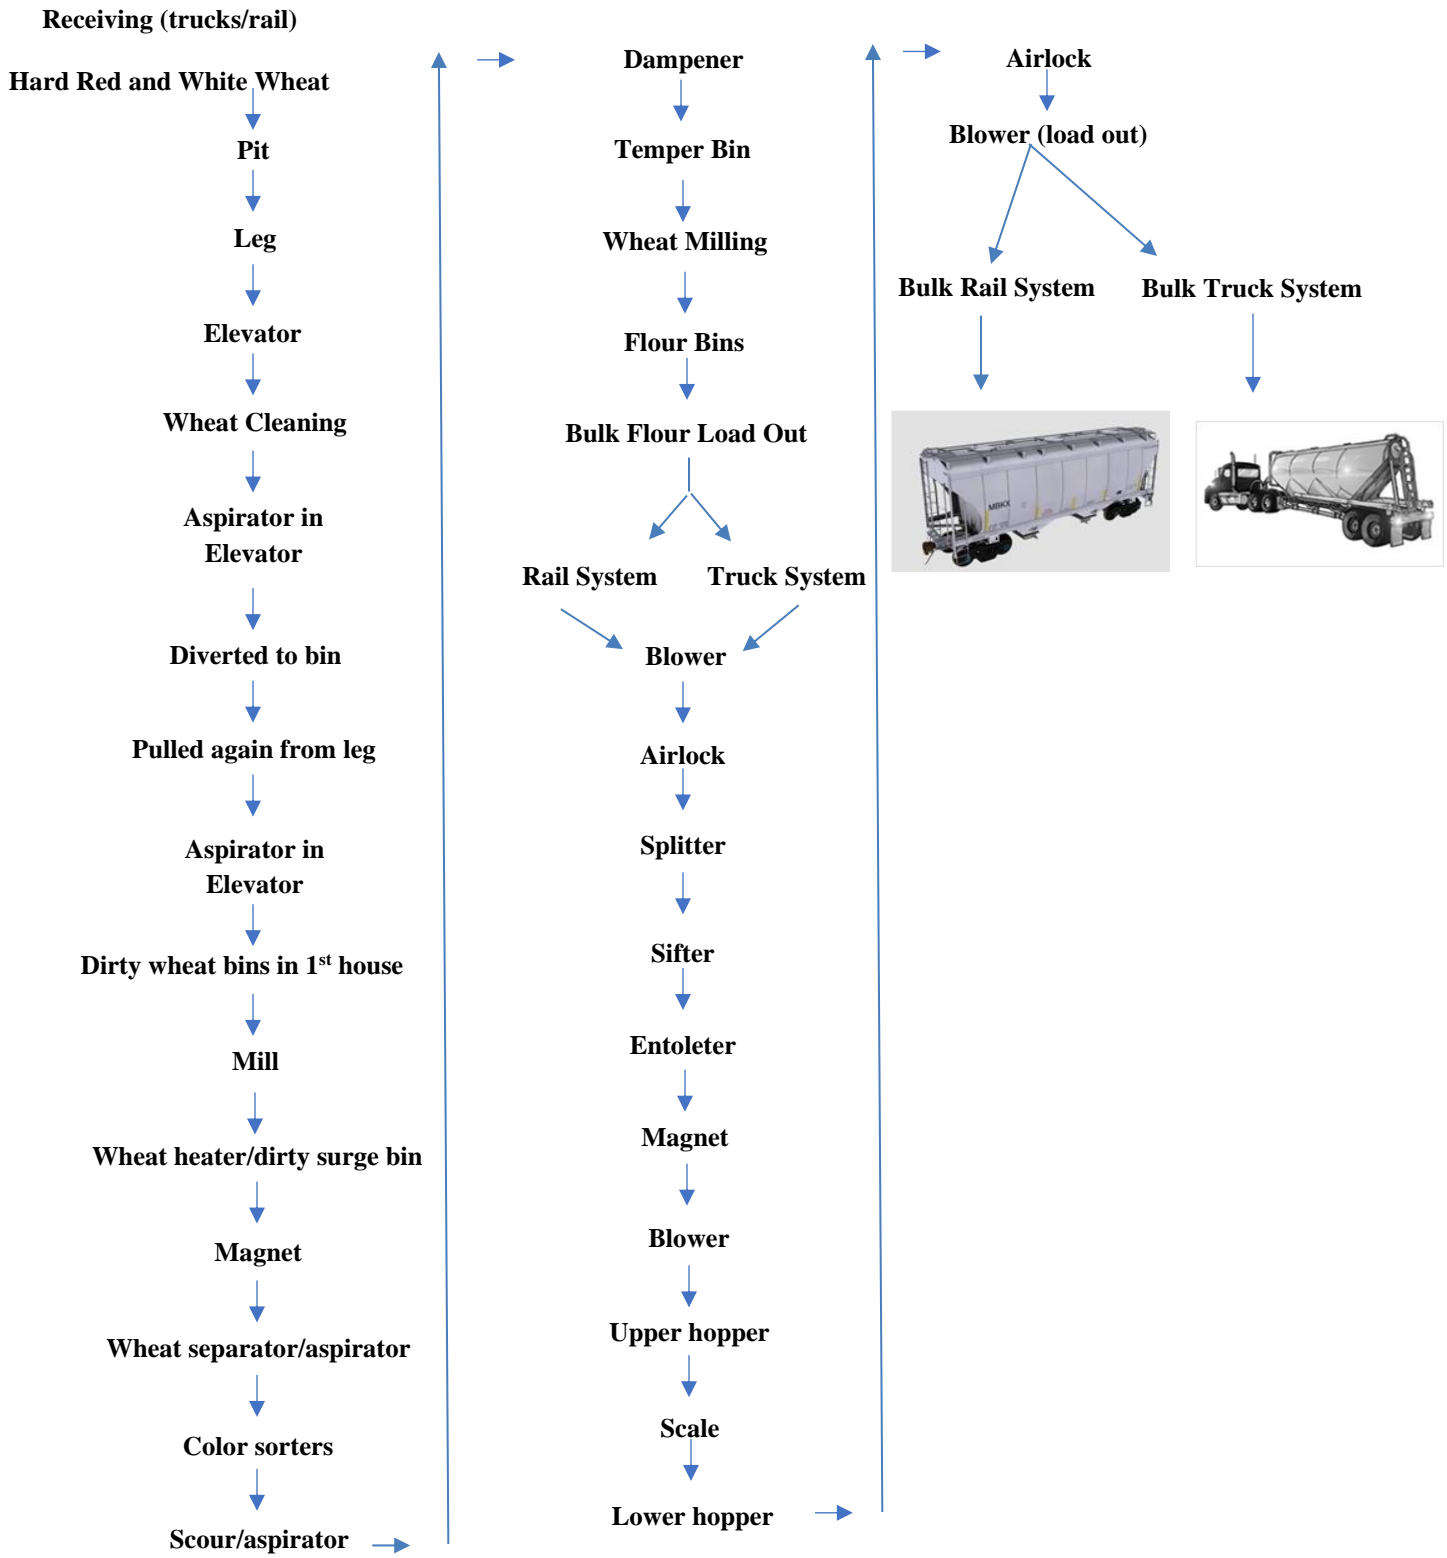 Receiving (trucks/rail)
Hard Red and White Wheat
Pit
Leg
Elevator
Wheat Cleaning
Aspirator in
Elevator
Diverted to bin
Pulled again from leg
Aspirator in
Elevator
Dirty wheat bins in 1st house
Mill
Wheat heater/dirty surge bin
Magnet
Wheat separator/aspirator
Color sorters
Scour/aspirator
Dampener
Temper Bin
Wheat Milling
Flour Bins
Bulk Flour Load Out
Rail System
Truck System
Blower
Airlock
Splitter
Sifter
Entoleter
Magnet
Blower
Upper hopper
Scale
Lower hopper
Airlock
Blower (load out)
Bulk Rail System
Bulk Truck System
MBKX